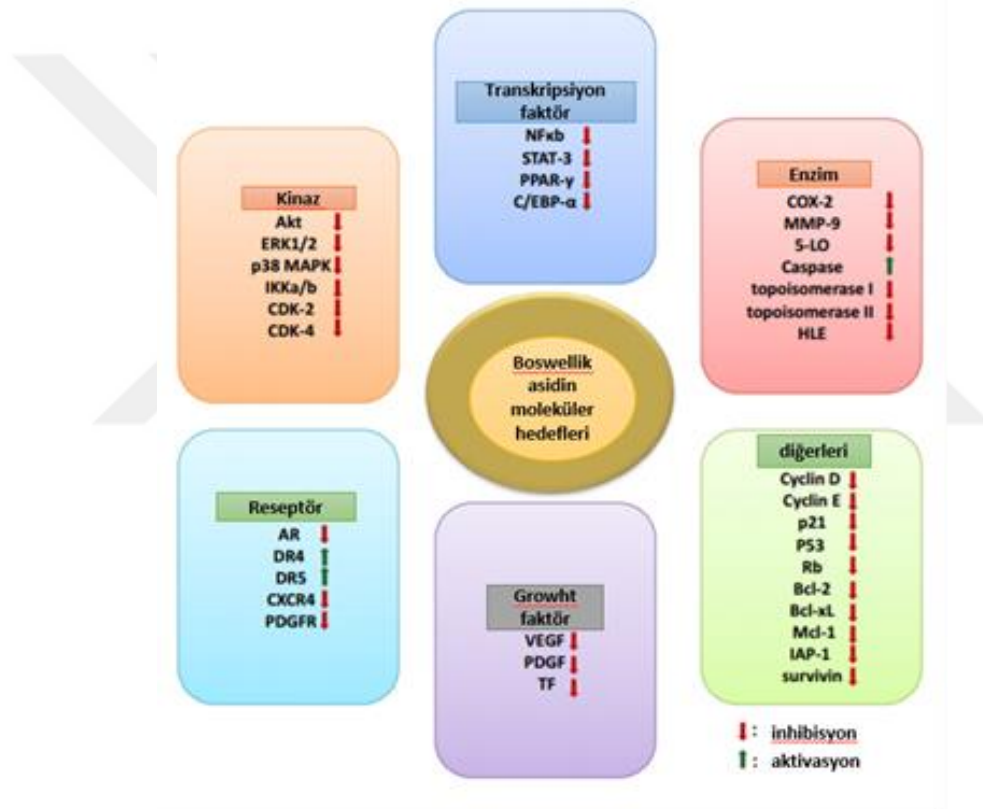 Transkripsiyon
faktör
NFκb
STAT-3
PPAR-γ
C/EBP-α
Kinaz
Akt
ERK1/2
p38 MAPK
IKKa/b
CDK-2
CDK-4
Enzim
COX-2
MMP-9
5-LO
Caspase
topoisomerase I
topoisomerase II
HLE
Boswellik
asidin
moleküler
hedefleri
Reseptör
AR
DR4
DR5
CXCR4
PDGFR
Growht
faktör
VEGF
PDGF
TF
diğerleri
Cyclin D
Cyclin E
p21
P53
Rb
Bcl-2
Bcl-xL
Mcl-1
IAP-1
survivin
⬇: inhibisyon
⬆: aktivasyon